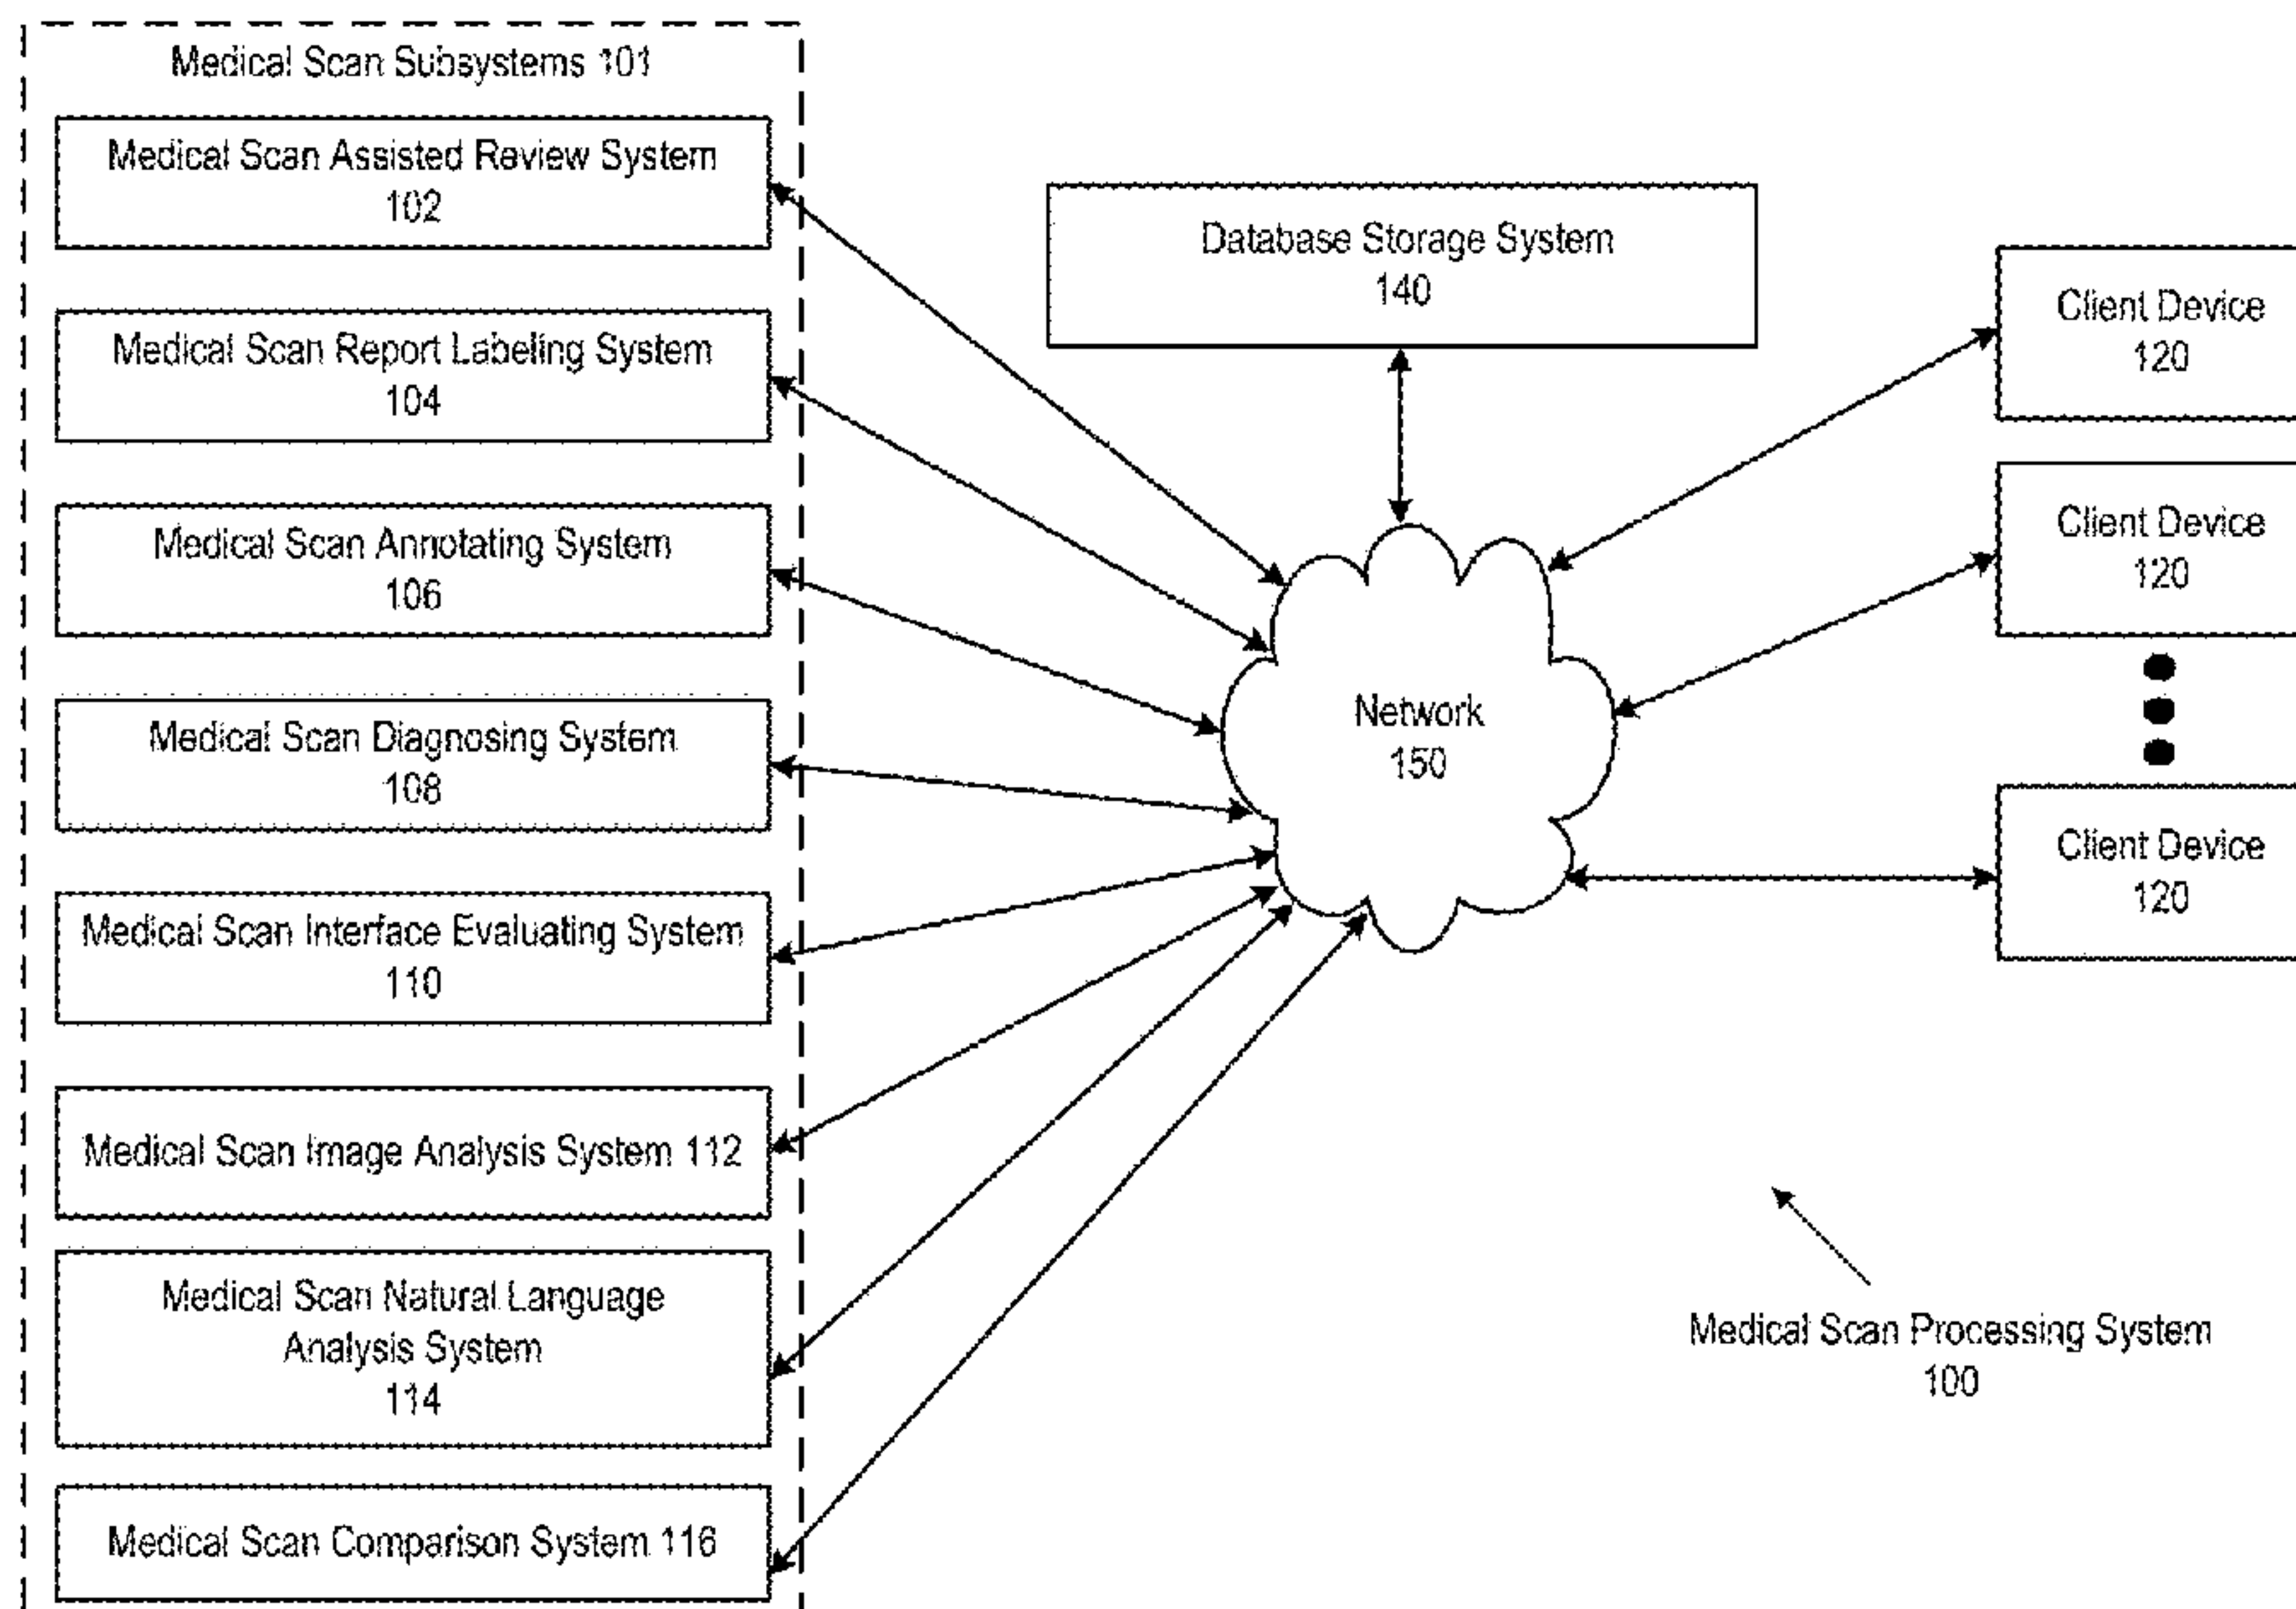 Medical Scan Subsystems 101
Medical Scan Assisted Review System
102
Medical Scan Report Labeling System
104
Medical Scan Annotating System
106
Medical Scan Diagnosing System
108
Medical Scan Interface Evaluating System
110
Medical Scan Image Analysis System 112
Medical Scan Natural Language
Analysis System
114
Medical Scan Comparison System 116
Database Storage System
140
Network
150
Client Device
120
Client Device
120
Client Device
120
Medical Scan Processing System
100